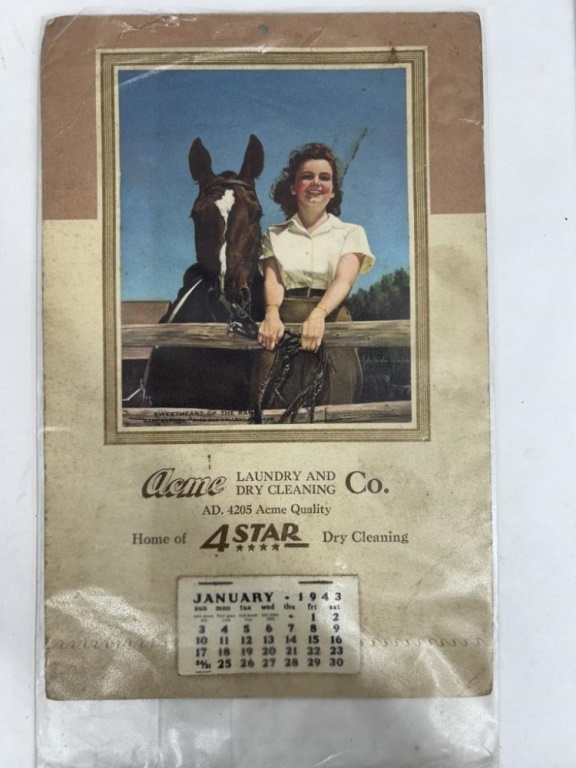 SWEETHEART OF THE
Acme LAUNDRY AND DRY CLEANING Co.
AD. 4205 Acme Quality
Home of 4 STAR Dry Cleaning
JANUARY - 1943
sun mon tue wed thu fri sat
1 2
3 4 5 6 7 8 9
10 11 12 13 14 15 16
17 18 19 20 21 22 23
24/31 25 26 27 28 29 30